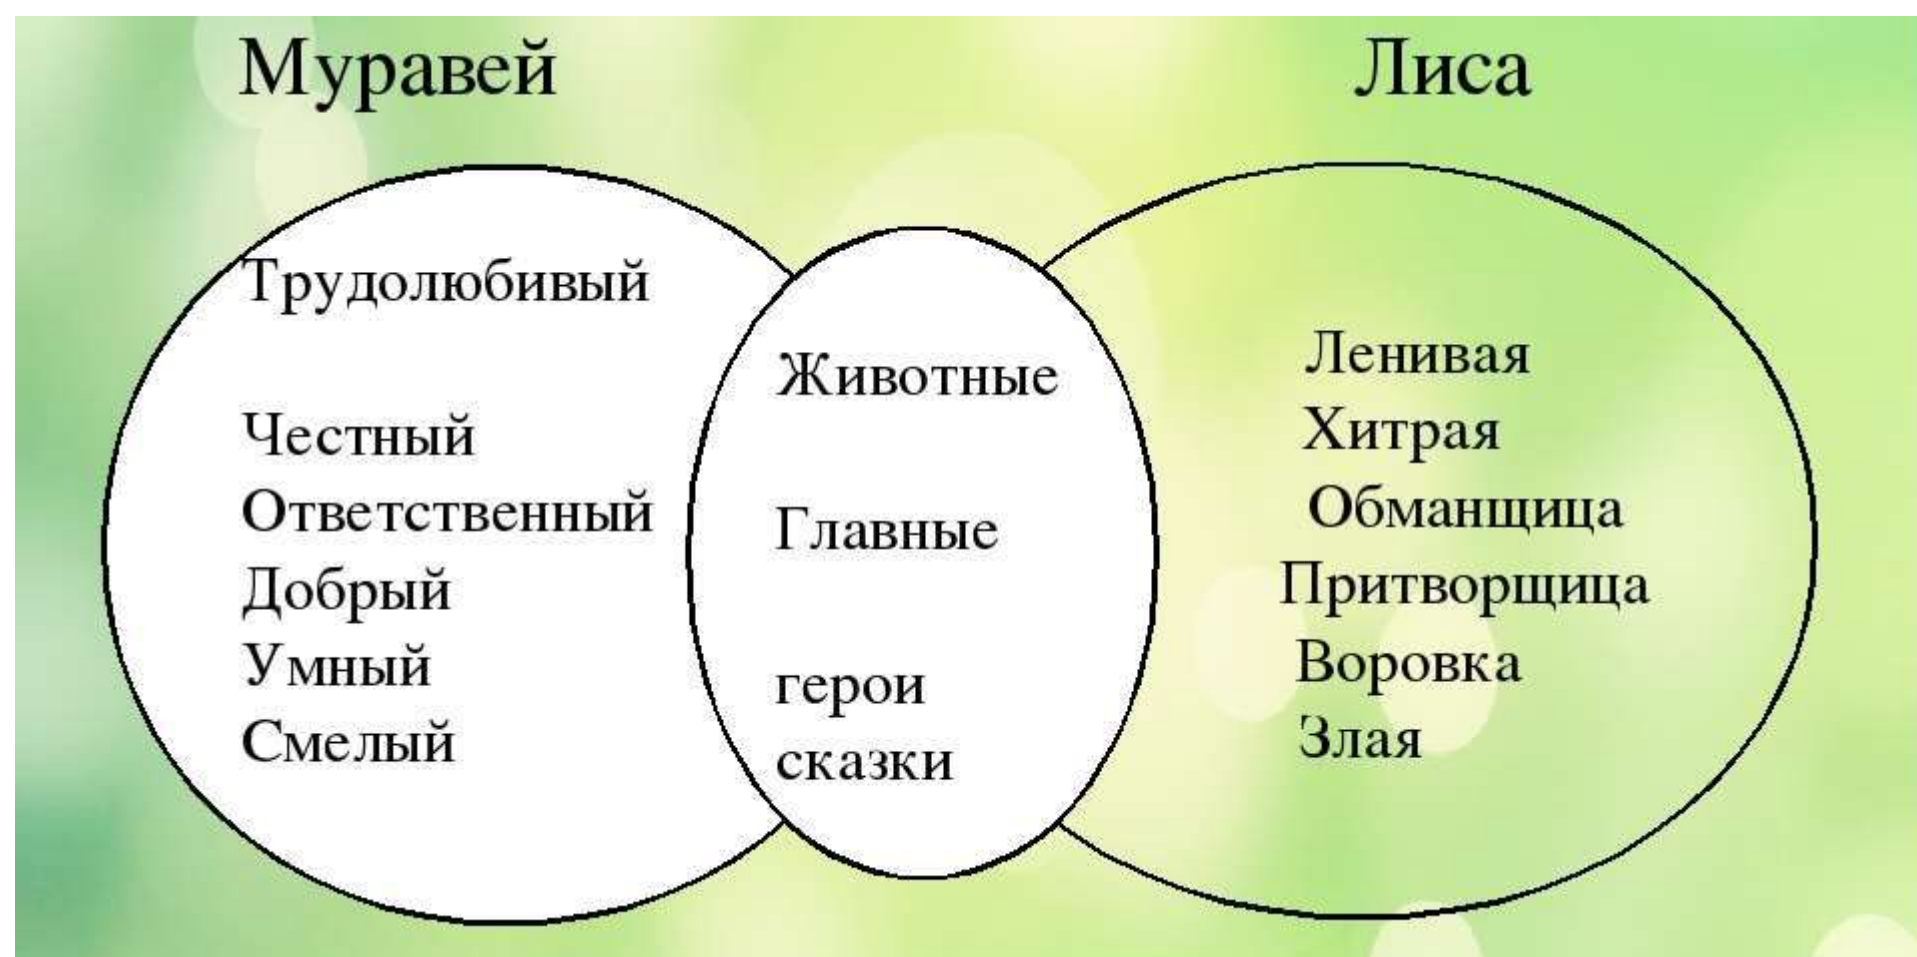 Муравей
Лиса
Трудолюбивый
Честный
Ответственный
Добрый
Умный
Смелый
Животные
Главные
герои
сказки
Ленивая
Хитрая
Обманщица
Притворщица
Воровка
Злая